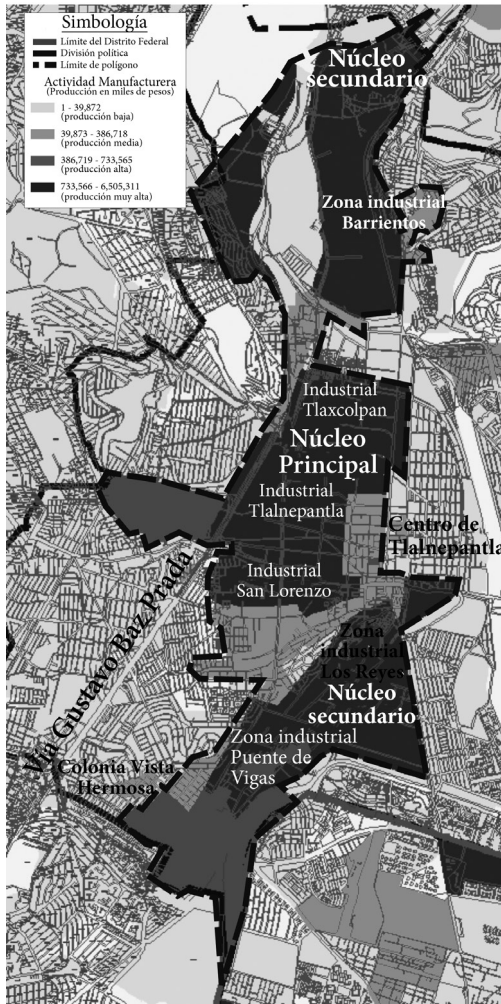 Simbología
Límite del Distrito Federal
División política
Límite de polígono
Actividad Manufacturera
(Producción en miles de pesos)
1 - 39,872
(producción baja)
39,873 - 386,718
(producción media)
386,719 - 733,565
(producción alta)
733,566 - 6,505,311
(producción muy alta)
Núcleo
secundario
Zona industrial
Barrientos
Industrial
Tlaxcolpan
Núcleo
Principal
Industrial
Tlalnepantla
Centro de
Tlalnepantla
Industrial
San Lorenzo
Vía Gustavo Baz Prada
Zona
industrial
Los Reyes
Núcleo
secundario
Zona industrial
Puente de
Vigas
Colonia Vista
Hermosa